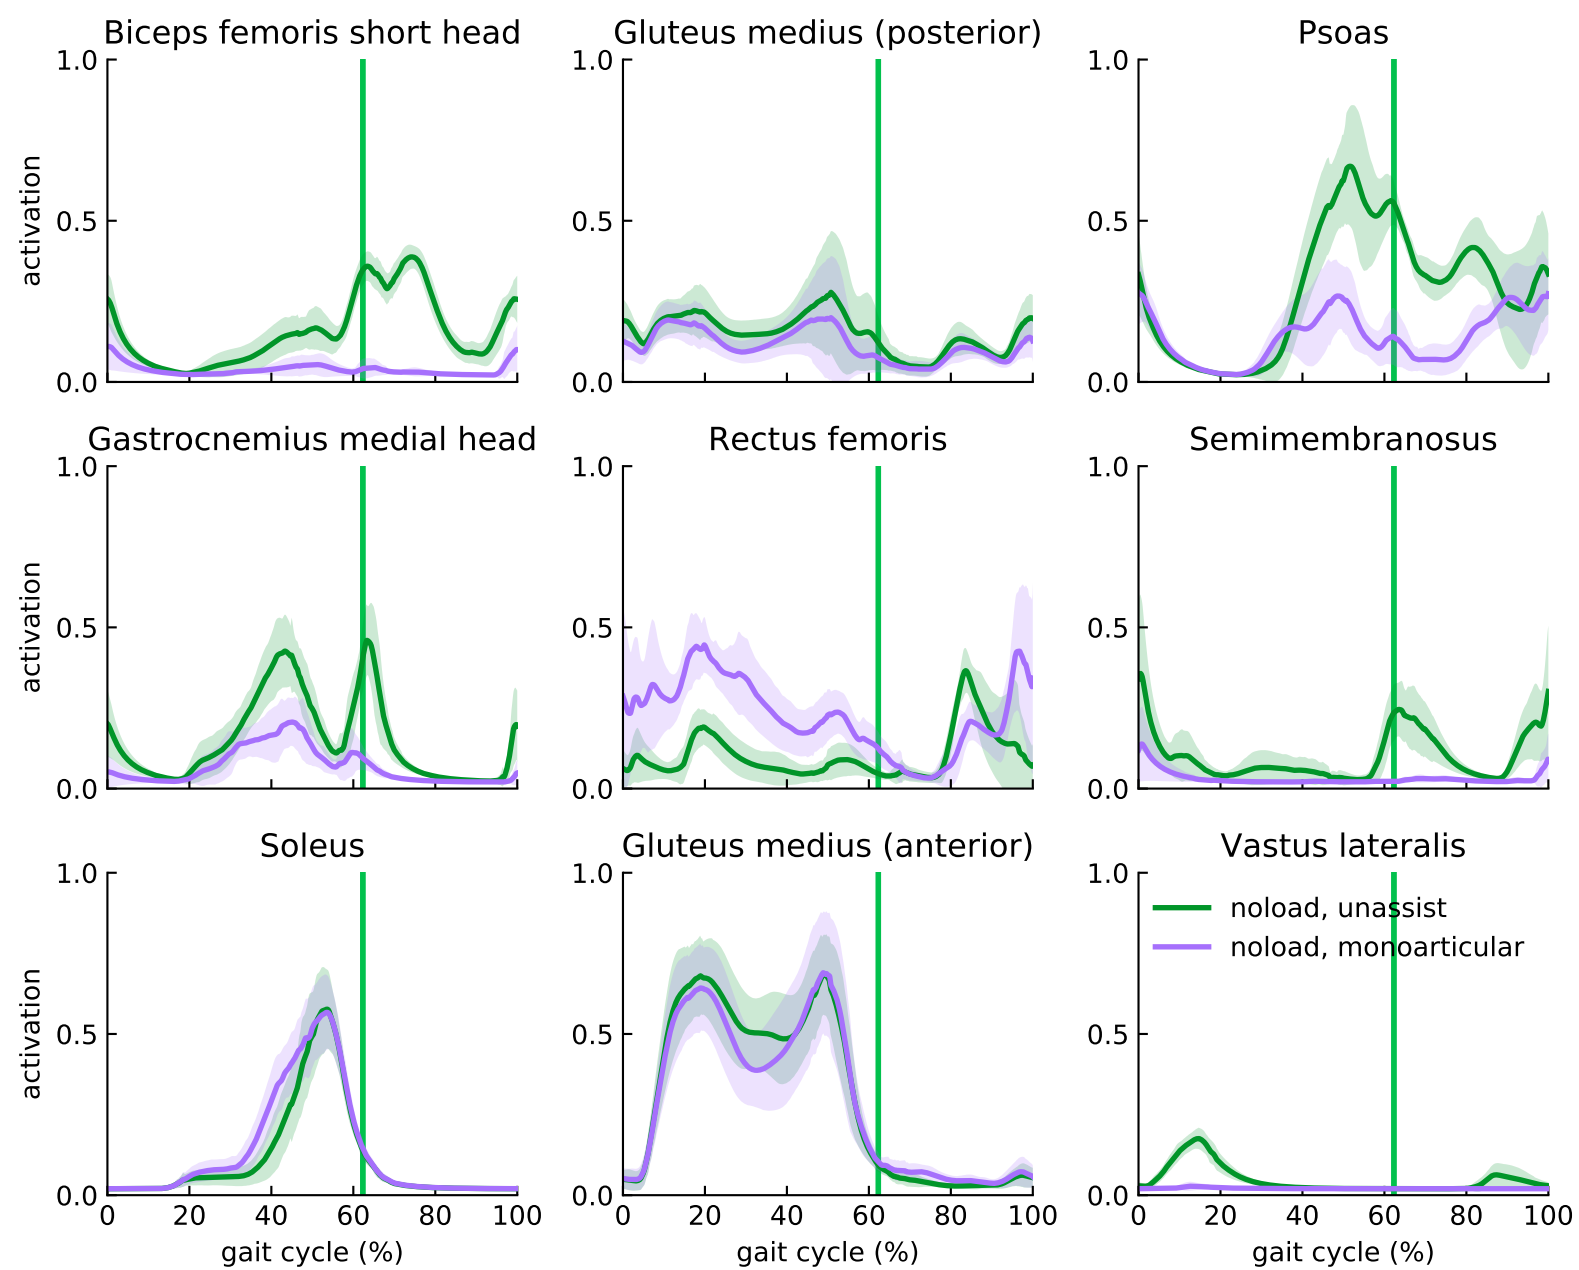 Biceps femoris short head
Gluteus medius (posterior)
Psoas
1.0
0.5
0.0
activation
1.0
0.5
0.0
1.0
0.5
0.0
Gastrocnemius medial head
Rectus femoris
Semimembranosus
1.0
0.5
0.0
activation
1.0
0.5
0.0
1.0
0.5
0.0
Soleus
Gluteus medius (anterior)
Vastus lateralis
1.0
0.5
0.0
activation
0 20 40 60 80 100
gait cycle (%)
1.0
0.5
0.0
0 20 40 60 80 100
gait cycle (%)
1.0
0.5
0.0
noload, unassist
noload, monoarticular
0 20 40 60 80 100
gait cycle (%)